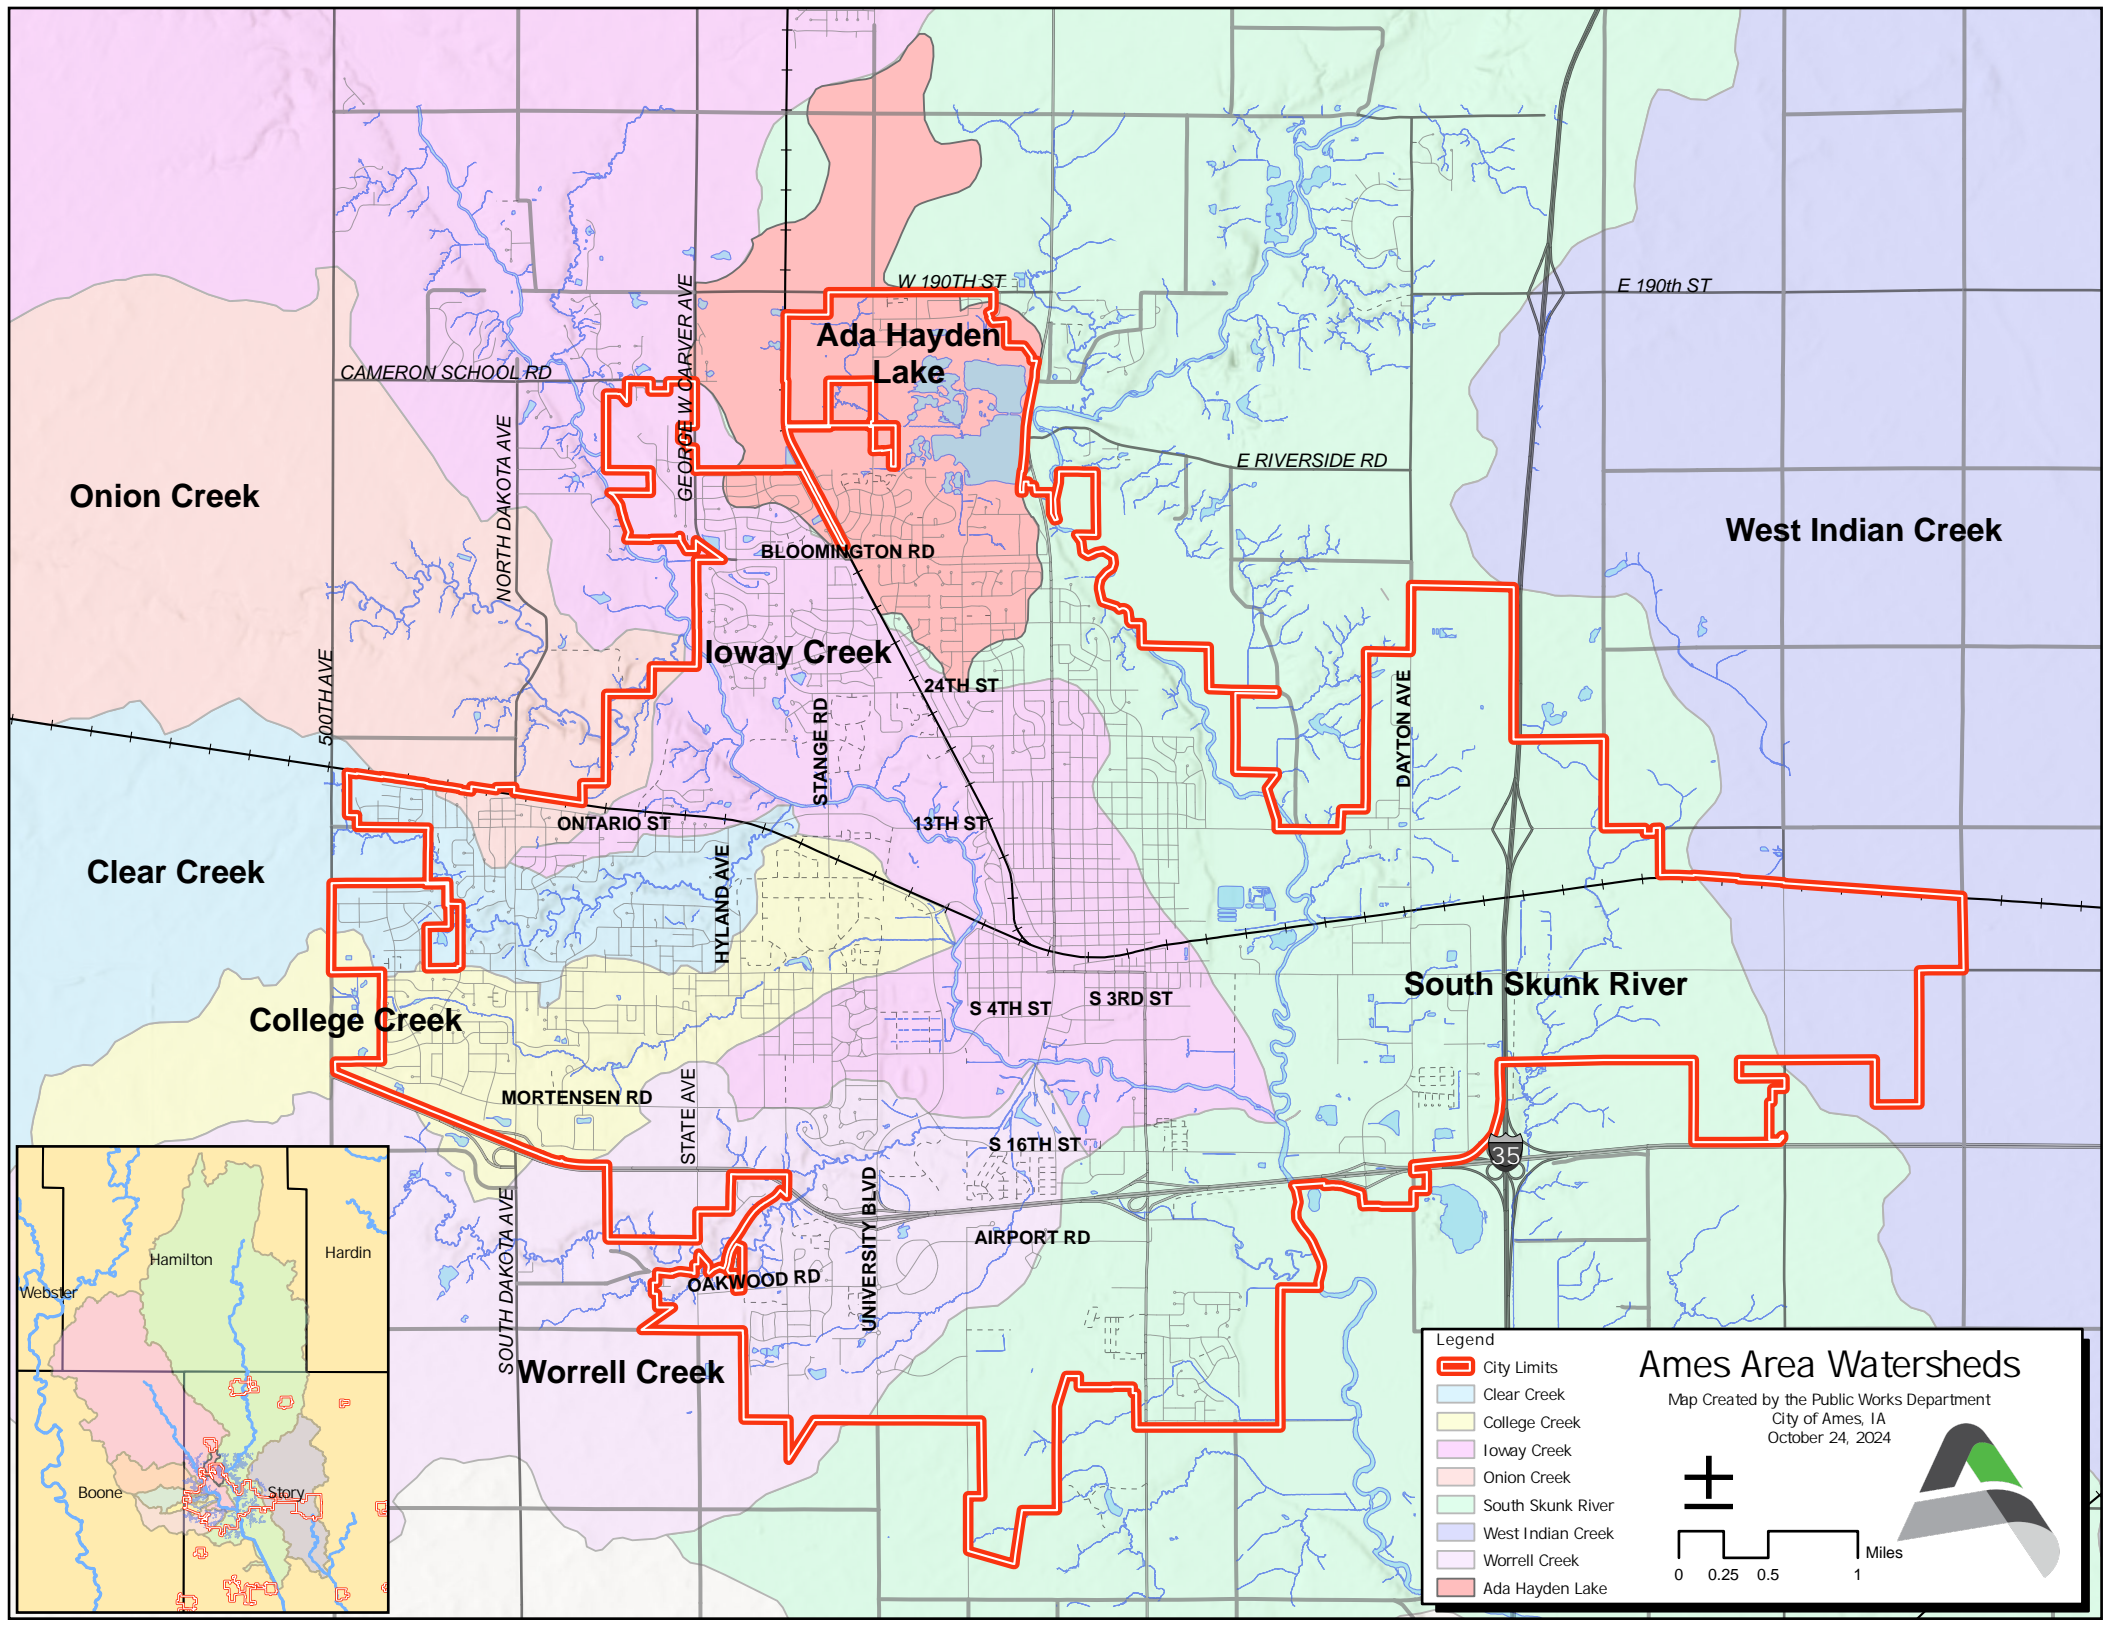 W 190TH ST
E 190th ST
Ada Hayden
Lake
GEORGE W CARVER AVE
CAMERON SCHOOL RD
NORTH DAKOTA AVE
E RIVERSIDE RD
Onion Creek
West Indian Creek
BLOOMINGTON RD
Ioway Creek
500TH AVE
24TH ST
STANGE RD
DAYTON AVE
ONTARIO ST
13TH ST
Clear Creek
HYLAND AVE
South Skunk River
S 4TH ST
S 3RD ST
College Creek
MORTENSEN RD
STATE AVE
S 16TH ST
35
UNIVERSITY BLVD
SOUTH DAKOTA AVE
AIRPORT RD
OAKWOOD RD
Worrell Creek
Hamilton
Hardin
Webster
Boone
Story
Legend
City Limits
Clear Creek
College Creek
Ioway Creek
Onion Creek
South Skunk River
West Indian Creek
Worrell Creek
Ada Hayden Lake
Ames Area Watersheds
Map Created by the Public Works Department
City of Ames, IA
October 24, 2024
Miles
0 0.25 0.5 1